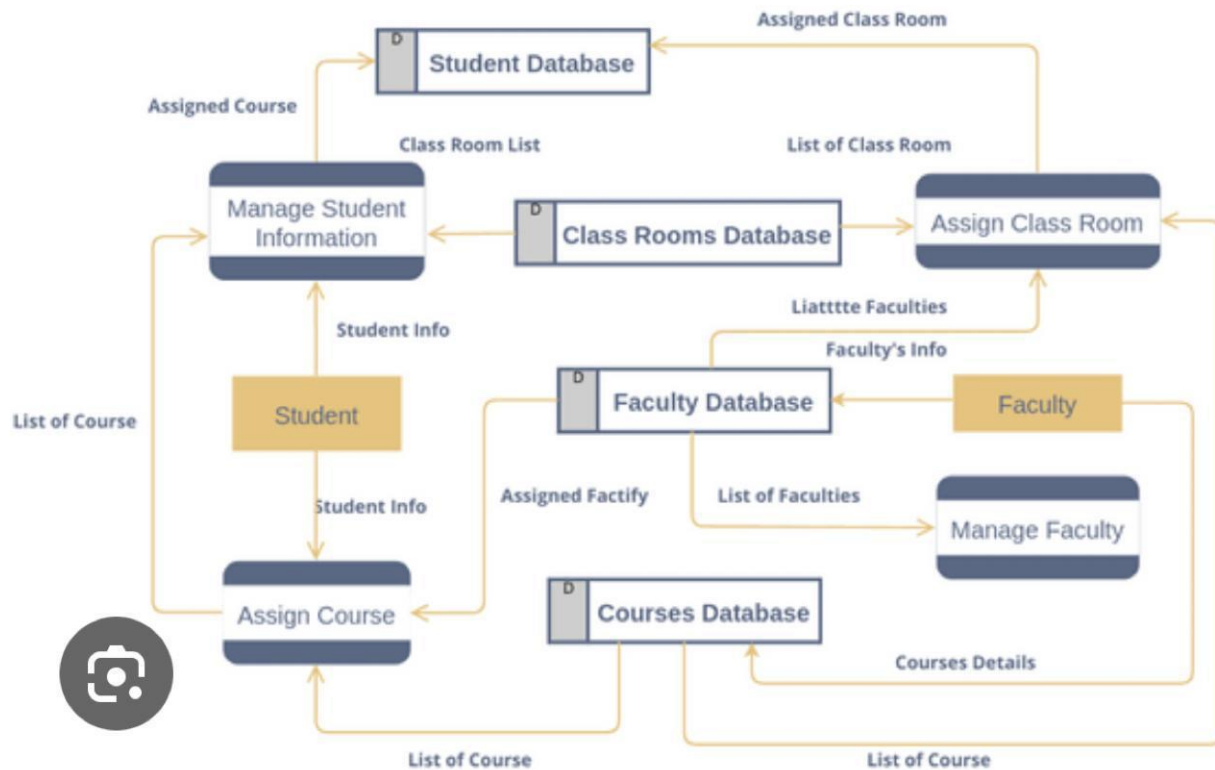 Assigned Class Room
D
Student Database
Assigned Course
Class Room List
List of Class Room
Manage Student
Information
D
Class Rooms Database
Assign Class Room
Liatttte Faculties
Student Info
Faculty's Info
D
Student
Faculty Database
Faculty
List of Course
Assigned Factify
List of Faculties
Student Info
Manage Faculty
D
Assign Course
Courses Database
Courses Details
List of Course
List of Course